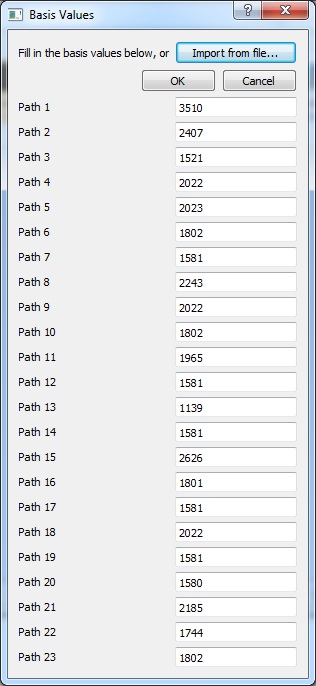 Basis Values
Fill in the basis values below, or Import from file...
OK Cancel
Path 1 3510
Path 2 2407
Path 3 1521
Path 4 2022
Path 5 2023
Path 6 1802
Path 7 1581
Path 8 2243
Path 9 2022
Path 10 1802
Path 11 1965
Path 12 1581
Path 13 1139
Path 14 1581
Path 15 2626
Path 16 1801
Path 17 1581
Path 18 2022
Path 19 1581
Path 20 1580
Path 21 2185
Path 22 1744
Path 23 1802